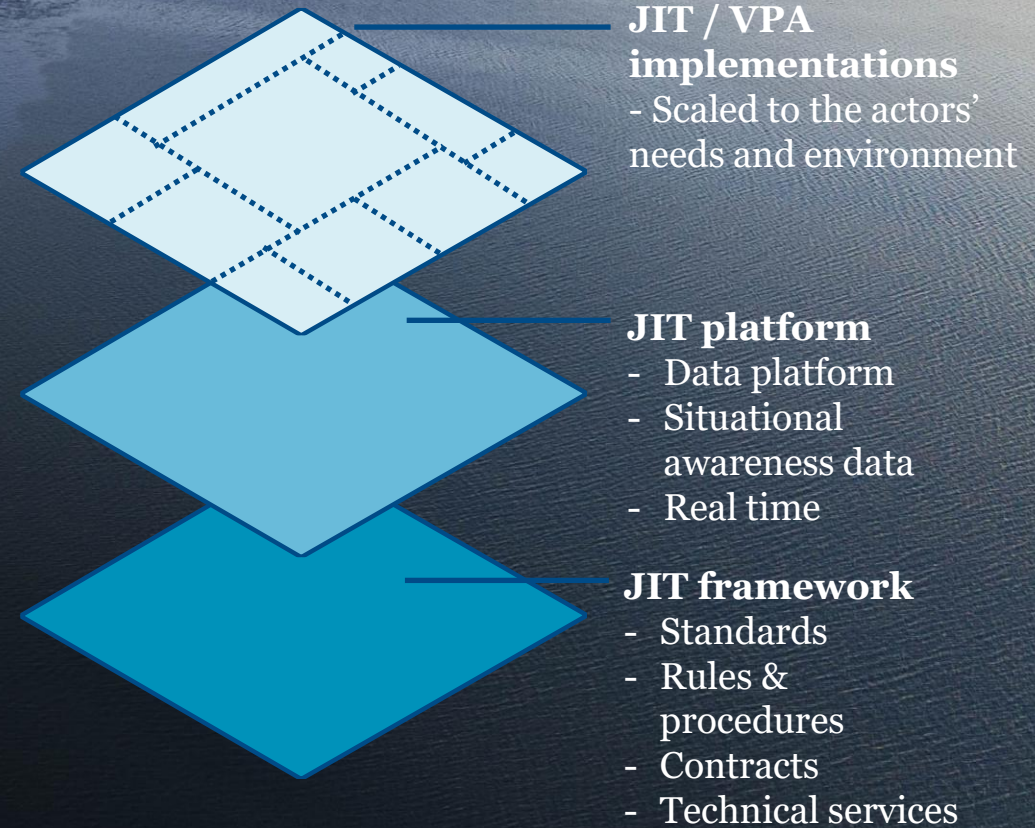 JIT / VPA
implementations
- Scaled to the actors’
needs and environment
JIT platform
- Data platform
- Situational
awareness data
- Real time
JIT framework
- Standards
- Rules &
procedures
- Contracts
- Technical services